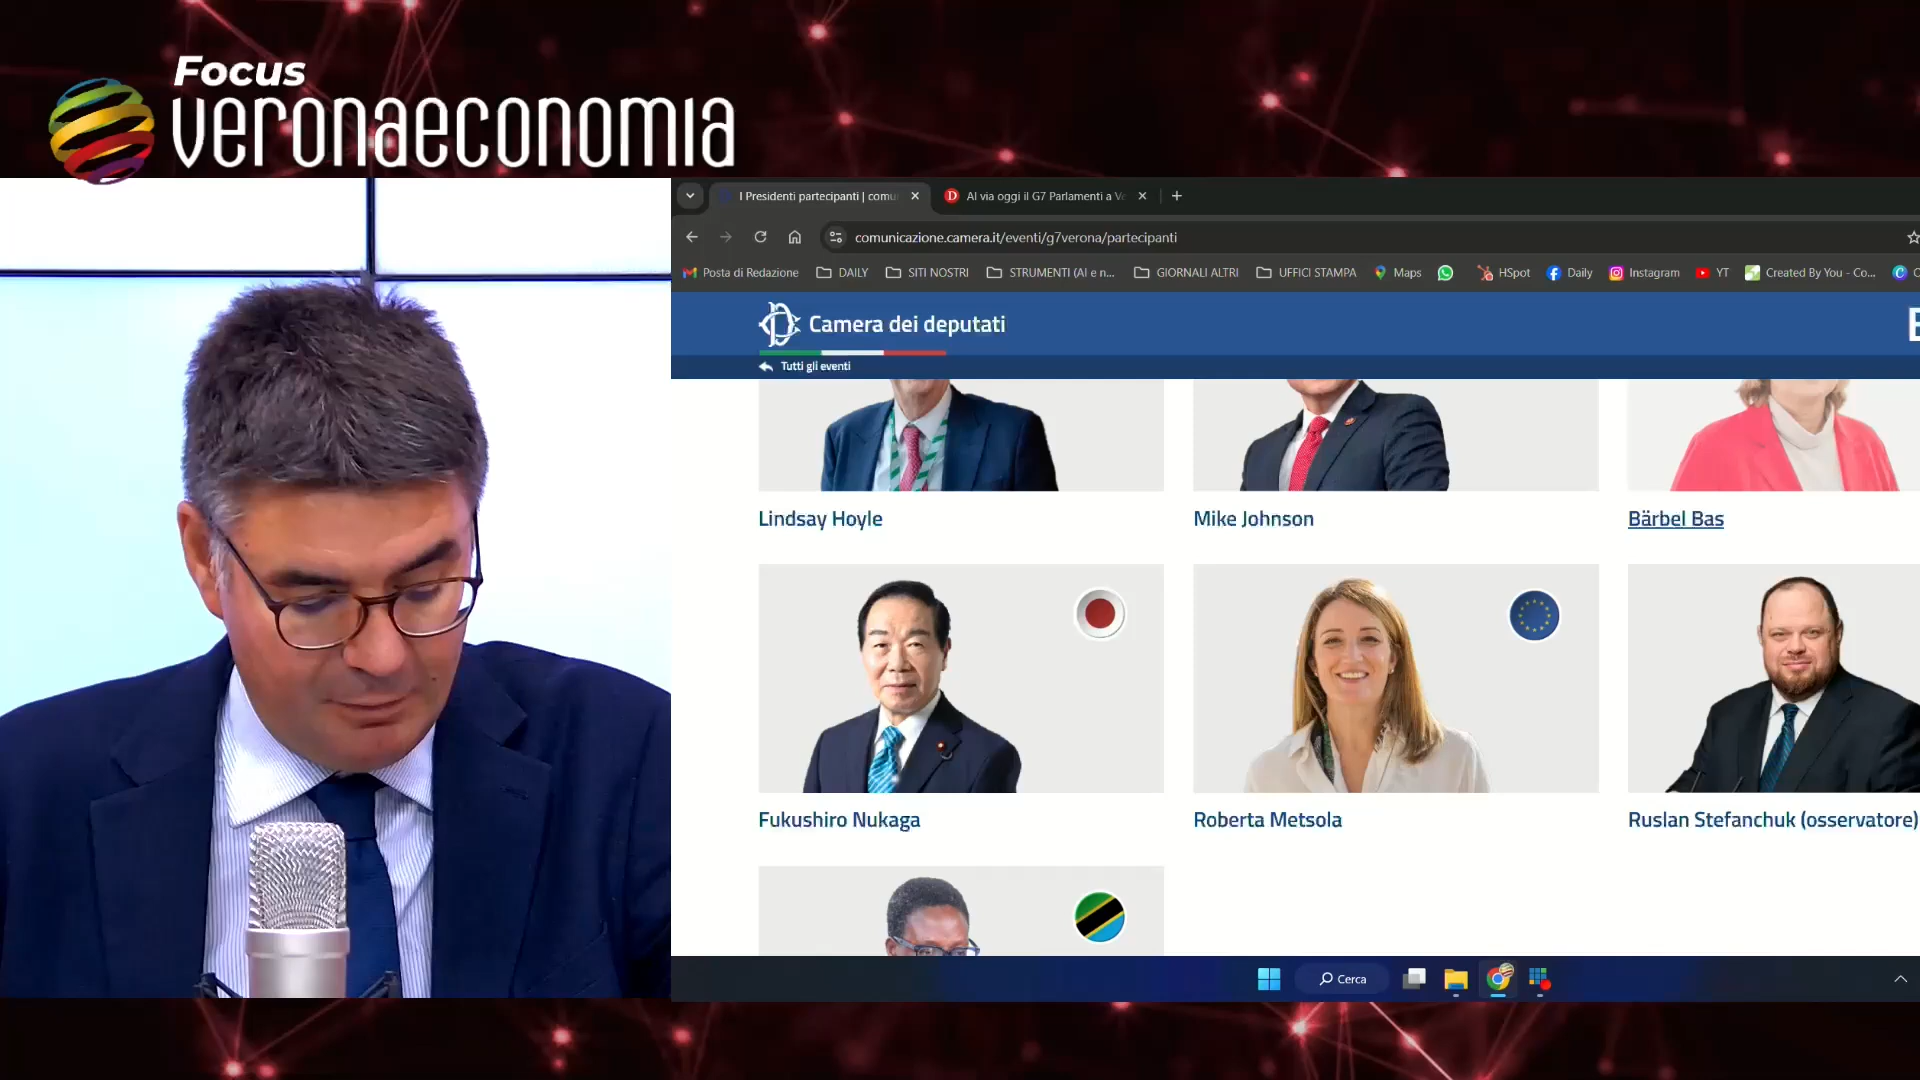 Focus
veronaeconomia
I Presidenti partecipanti | comu
Al via oggi il G7 Parlamenti a Ve
comunicazione.camera.it/eventi/g7verona/partecipanti
Posta di Redazione
DAILY
SITI NOSTRI
STRUMENTI (AI e n...
GIORNALI ALTRI
UFFICI STAMPA
Maps
HSpot
Daily
Instagram
YT
Created By You - Co...
Camera dei deputati
Tutti gli eventi
Lindsay Hoyle
Mike Johnson
Bärbel Bas
Fukushiro Nukaga
Roberta Metsola
Ruslan Stefanchuk (osservatore)
Cerca